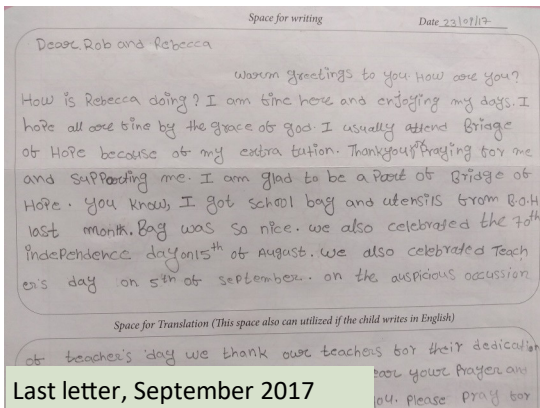 Space for writing Date 23/09/17
Dear, Rob and Rebecca
warm greetings to you. How are you?
How is Rebecca doing? I am fine here and enjoying my days. I
hope all are fine by the grace of god. I usually attend Bridge
of Hope because of my extra tution. Thankyou for Praying for me
and supporting me. I am glad to be a Part of Bridge of
Hope. You know, I got school bag and utensils from B.O.H
last month. Bag was so nice. we also celebrated the 70th
independence day on 15th of August. we also celebrated Teach
er's day on 5th of september. on the auspicious occussion
Space for Translation (This space also can utilized if the child writes in English)
of teacher's day we thank our teachers for their dedication
your Prayer and
you. Please Pray for
Last letter, September 2017